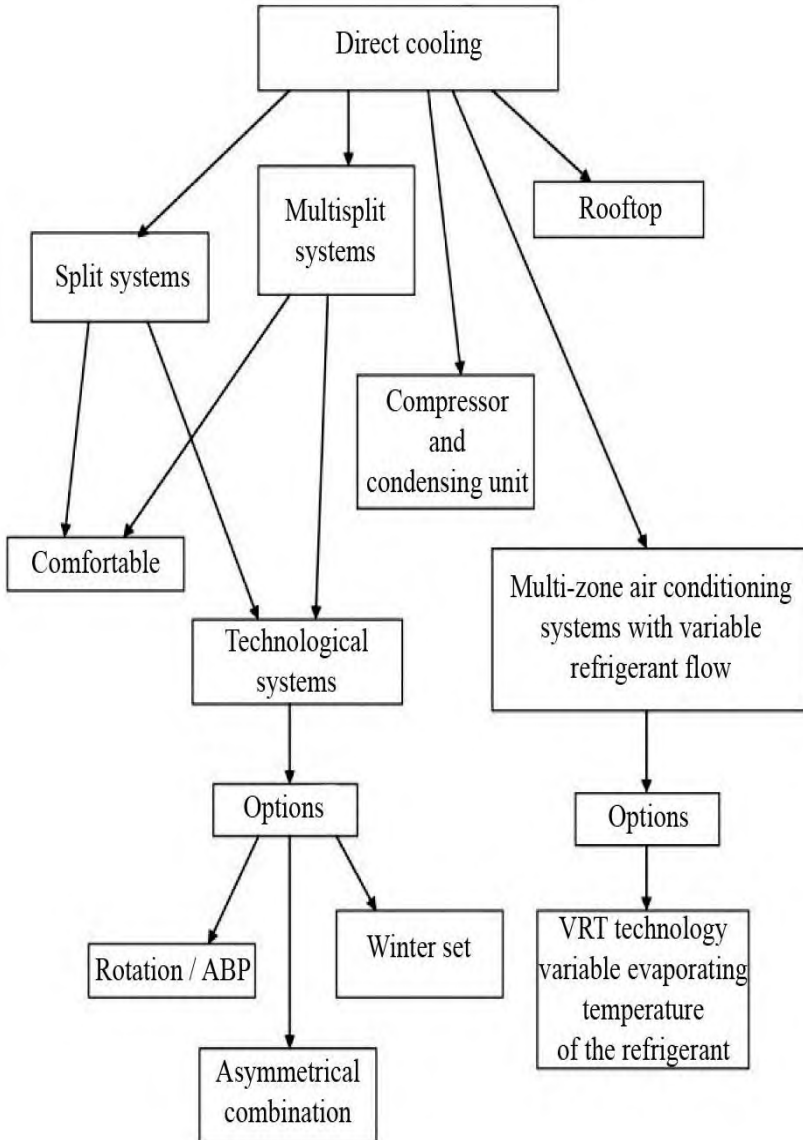 Direct cooling
Multisplit
systems
Rooftop
Split systems
Compressor
and
condensing unit
Comfortable
Multi-zone air conditioning
systems with variable
refrigerant flow
Technological
systems
Options
Options
Rotation / ABP
Winter set
VRT technology
variable evaporating
temperature
of the refrigerant
Asymmetrical
combination